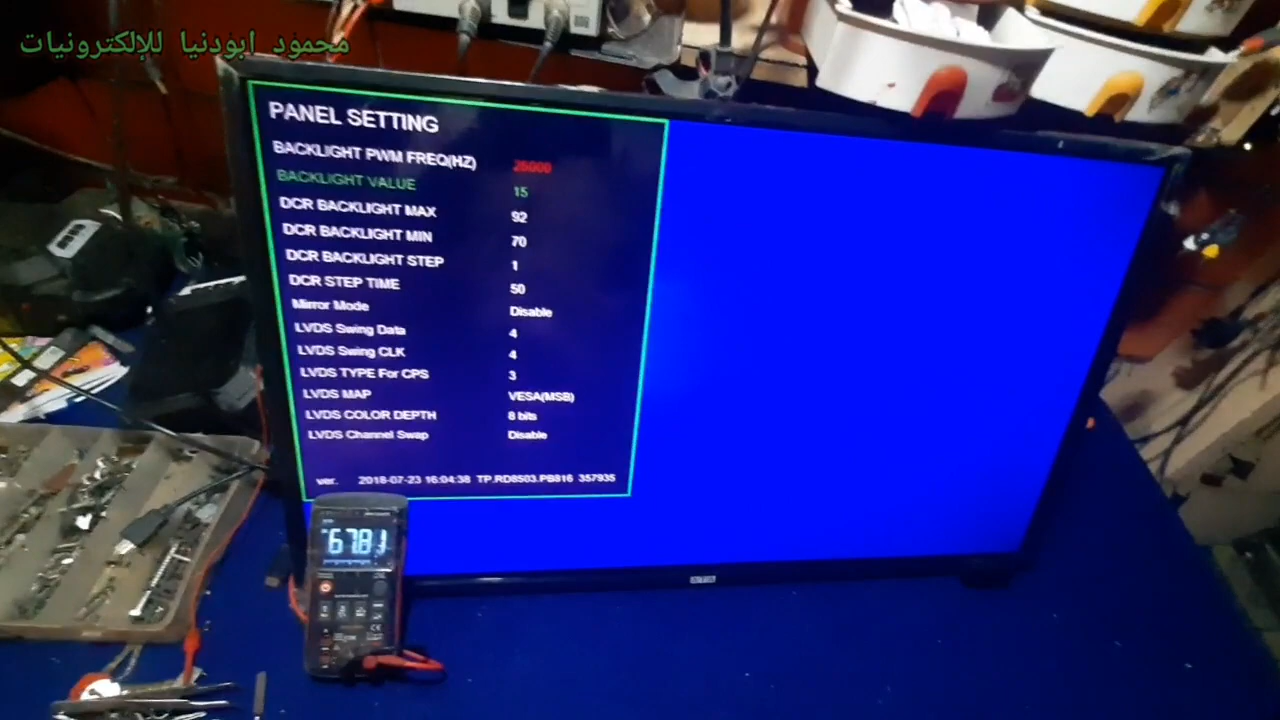 محمود ابودنيا للإلكترونيات
PANEL SETTING
BACKLIGHT PWM FREQ(HZ) 25000
BACKLIGHT VALUE 15
DCR BACKLIGHT MAX 92
DCR BACKLIGHT MIN 70
DCR BACKLIGHT STEP 1
DCR STEP TIME 50
Mirror Mode Disable
LVDS Swing Data 4
LVDS Swing CLK 4
LVDS TYPE For CPS 3
LVDS MAP VESA(MSB)
LVDS COLOR DEPTH 8 bits
LVDS Channel Swap Disable
ver. 2018-07-23 16:04:38 TP.RD8503.PB816 357935
ATA